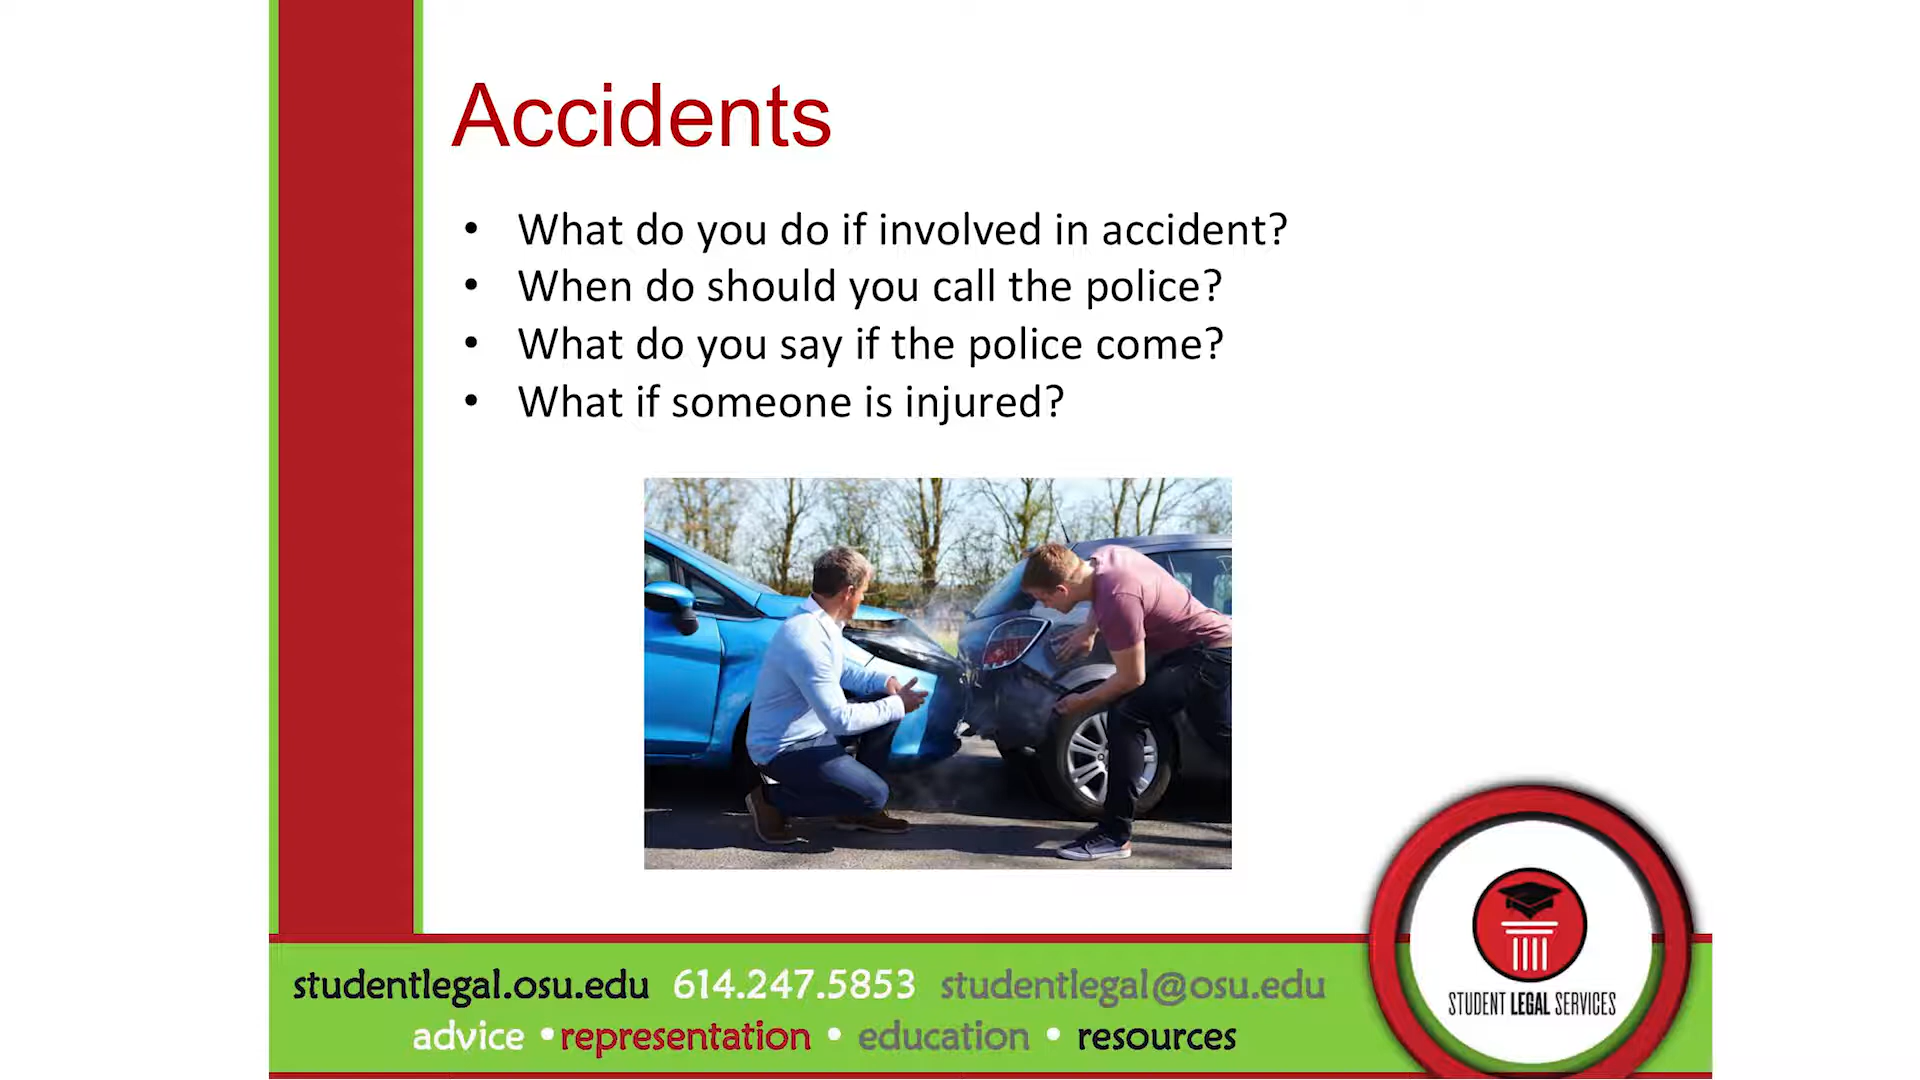 Accidents
• What do you do if involved in accident?
• When do should you call the police?
• What do you say if the police come?
• What if someone is injured?
studentlegal.osu.edu 614.247.5853 studentlegal@osu.edu
advice • representation • education • resources
STUDENT LEGAL SERVICES